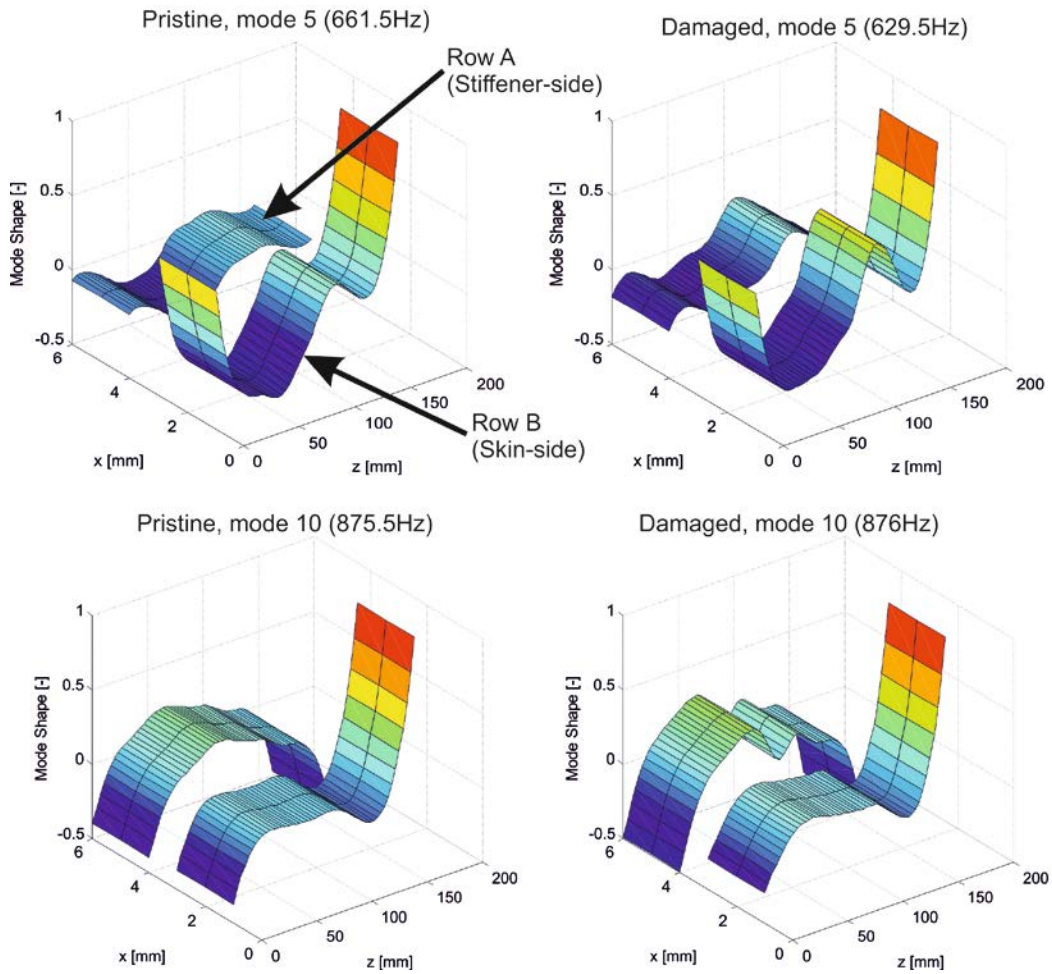 Pristine, mode 5 (661.5Hz)
Row A
(Stiffener-side)
1
0.5
0
-0.5
Mode Shape [-]
6
4
2
0
x [mm]
0
50
100
150
200
z [mm]
Row B
(Skin-side)
Damaged, mode 5 (629.5Hz)
1
0.5
0
-0.5
Mode Shape [-]
6
4
2
0
x [mm]
0
50
100
150
200
z [mm]
Pristine, mode 10 (875.5Hz)
1
0.5
0
-0.5
Mode Shape [-]
6
4
2
0
x [mm]
0
50
100
150
200
z [mm]
Damaged, mode 10 (876Hz)
1
0.5
0
-0.5
Mode Shape [-]
6
4
2
0
x [mm]
0
50
100
150
200
z [mm]